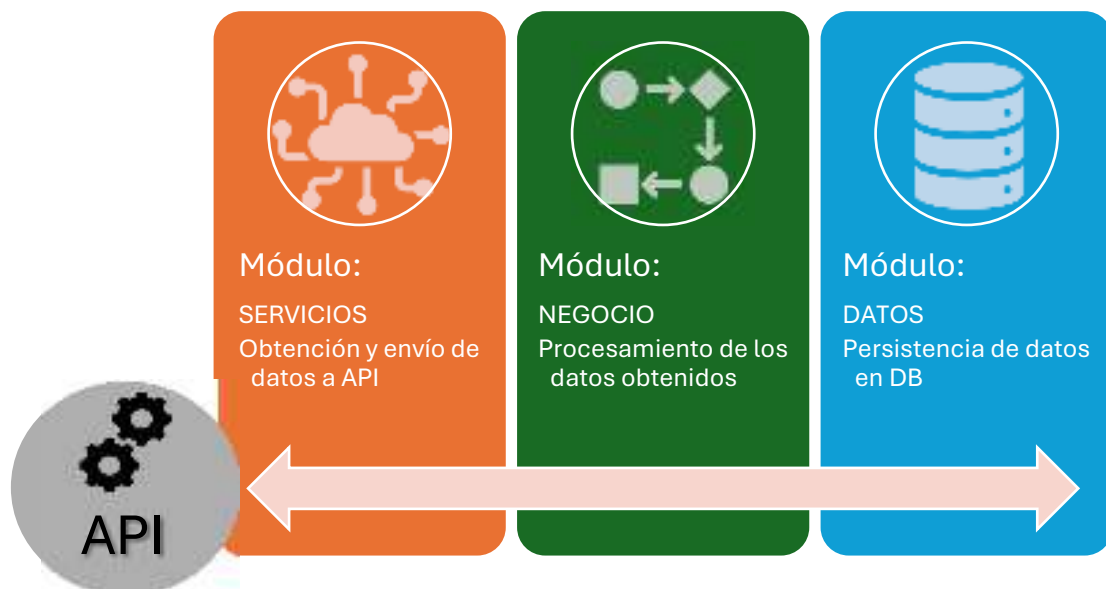 Módulo:
SERVICIOS
Obtención y envío de
datos a API
Módulo:
NEGOCIO
Procesamiento de los
datos obtenidos
Módulo:
DATOS
Persistencia de datos
en DB
API